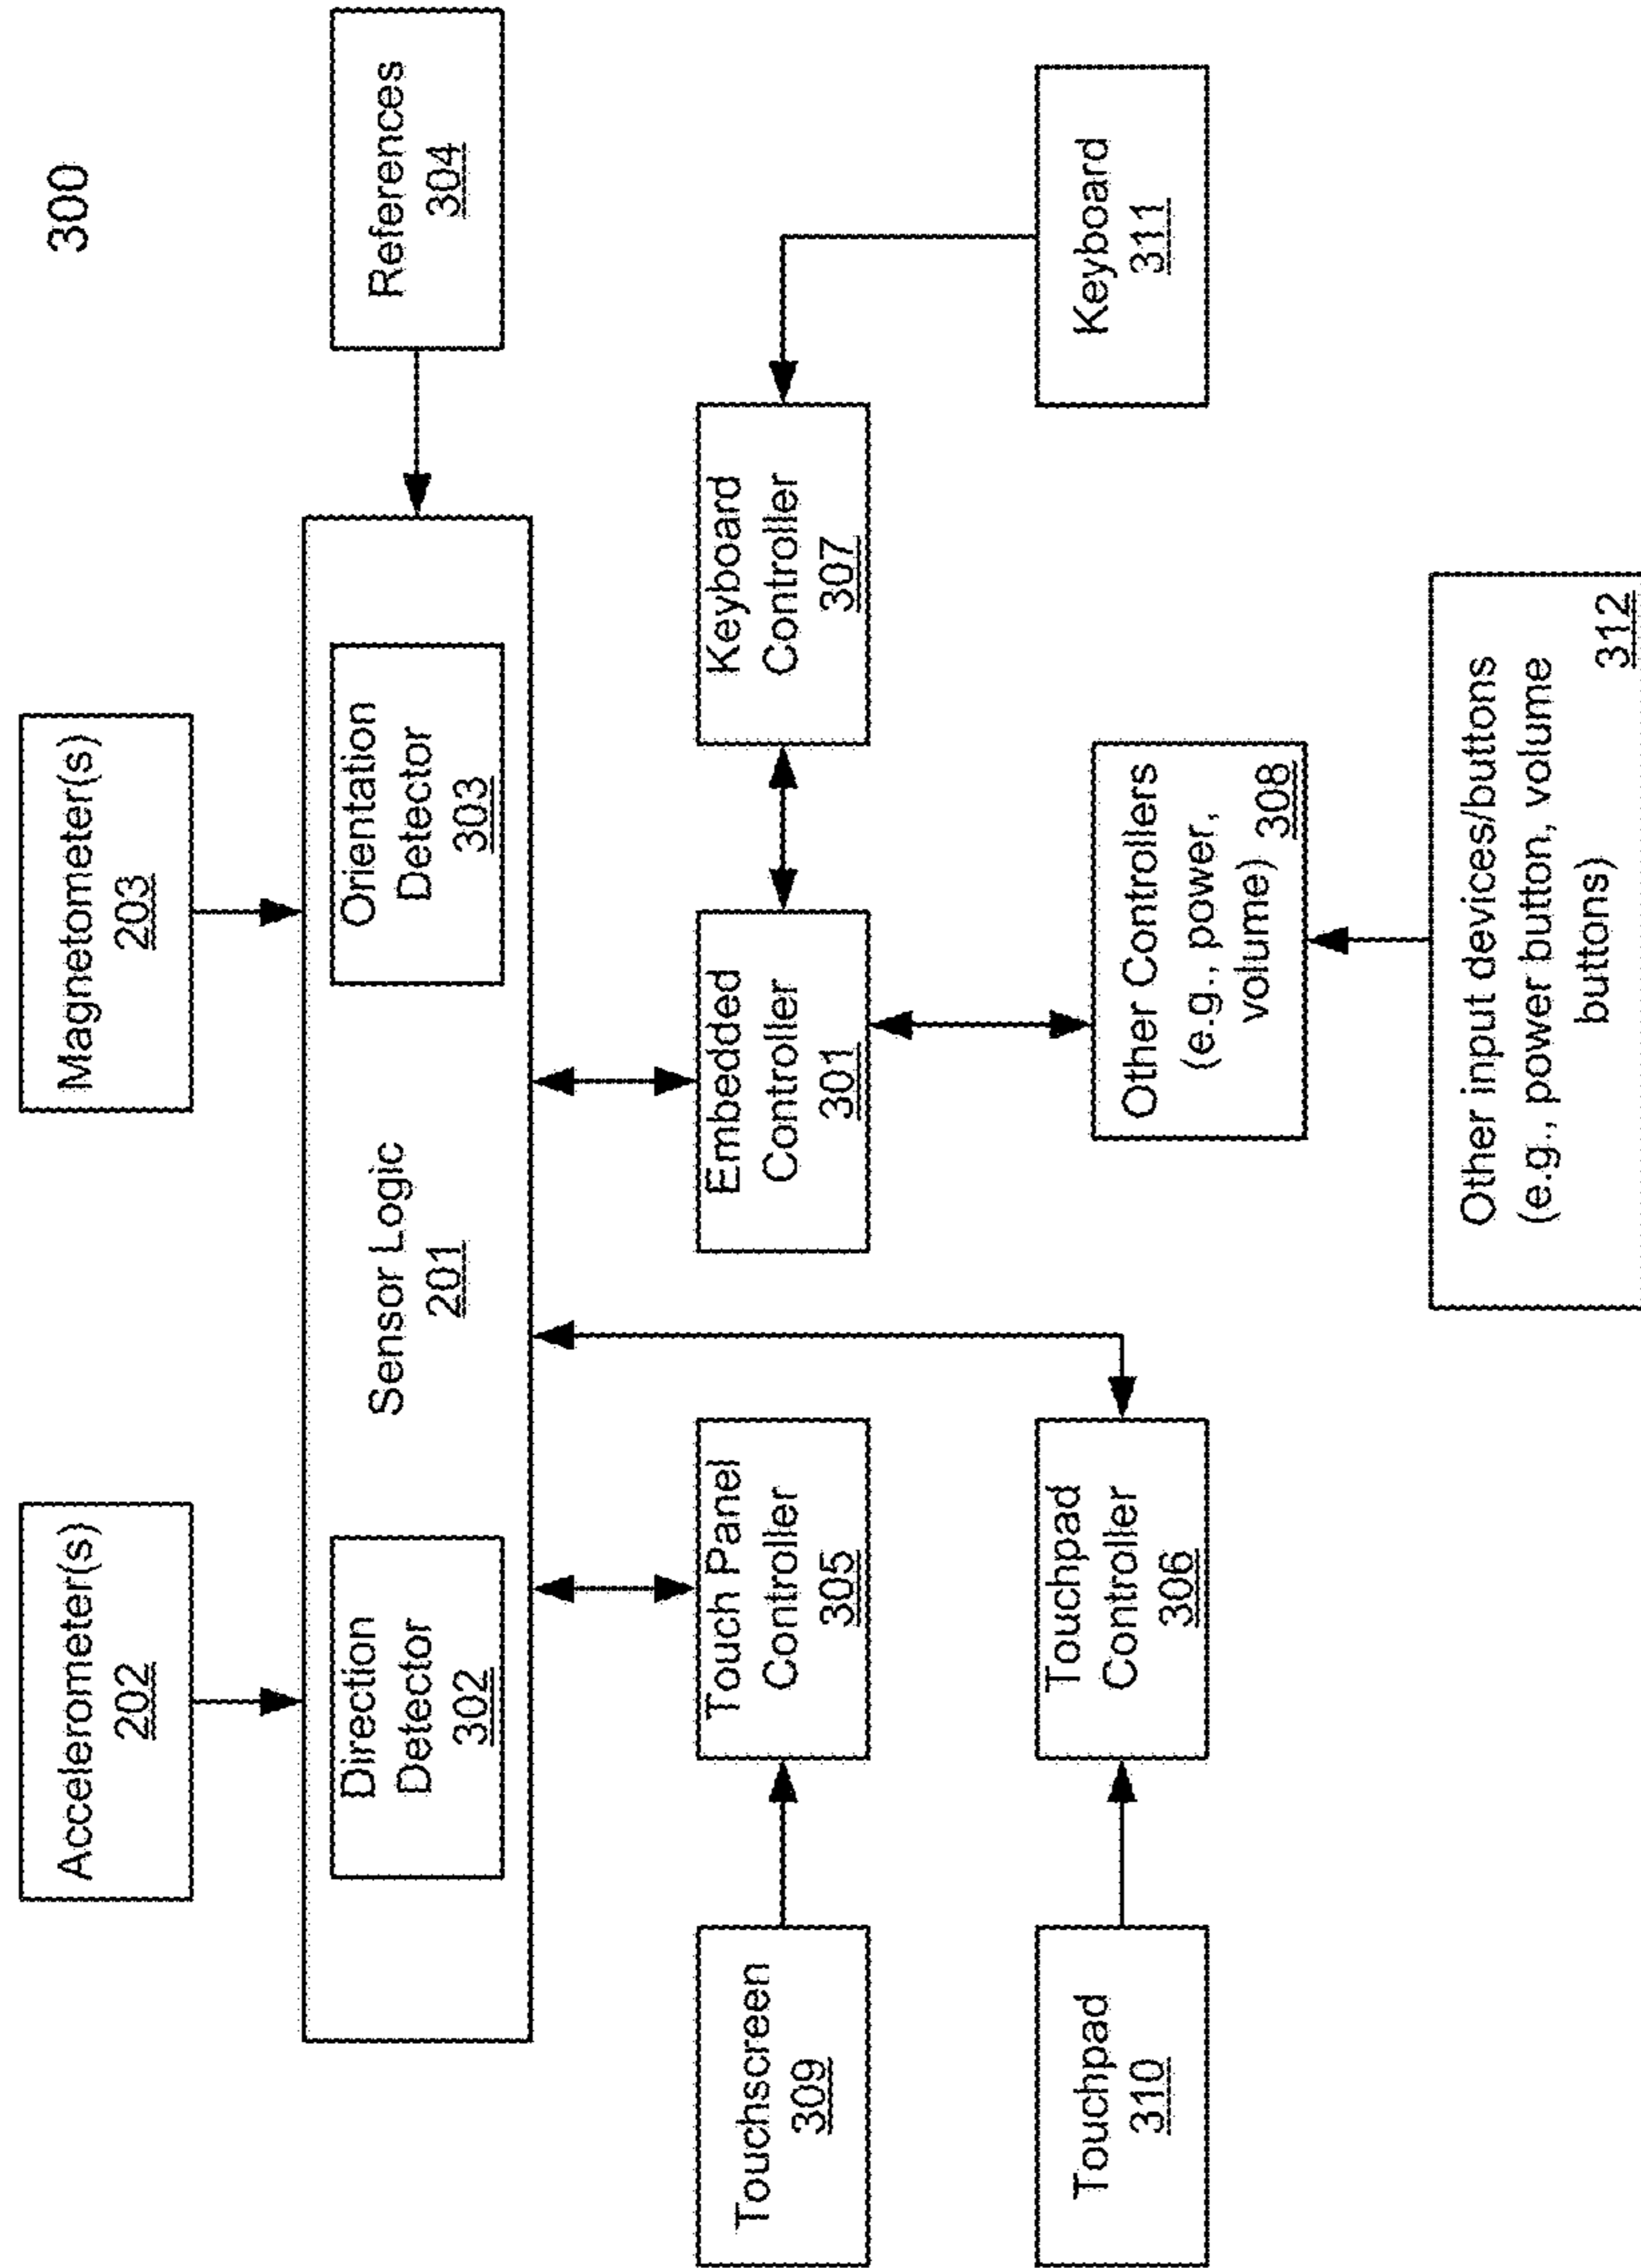 300
Accelerometer(s)
202
Magnetometer(s)
203
Direction
Detector
302
Sensor Logic
201
Orientation
Detector
303
References
304
Touchscreen
309
Touch Panel
Controller
305
Embedded
Controller
301
Keyboard
Controller
307
Touchpad
310
Touchpad
Controller
306
Other Controllers
(e.g., power,
volume) 308
Keyboard
311
Other input devices/buttons
(e.g., power button, volume
buttons)
312